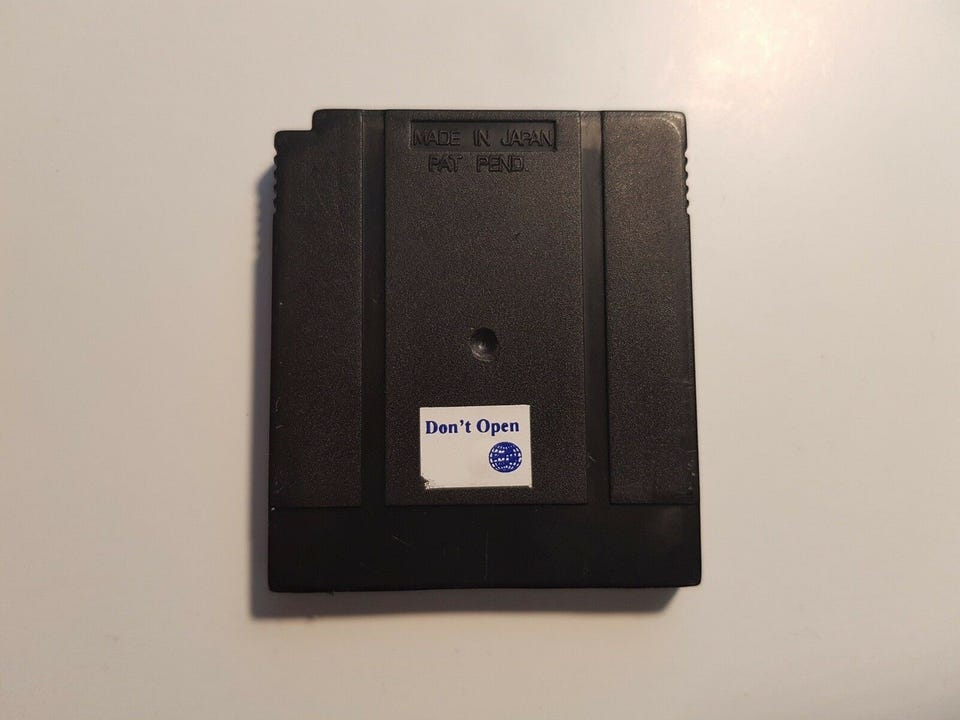 MADE IN JAPAN
PAT PEND.
Don't Open